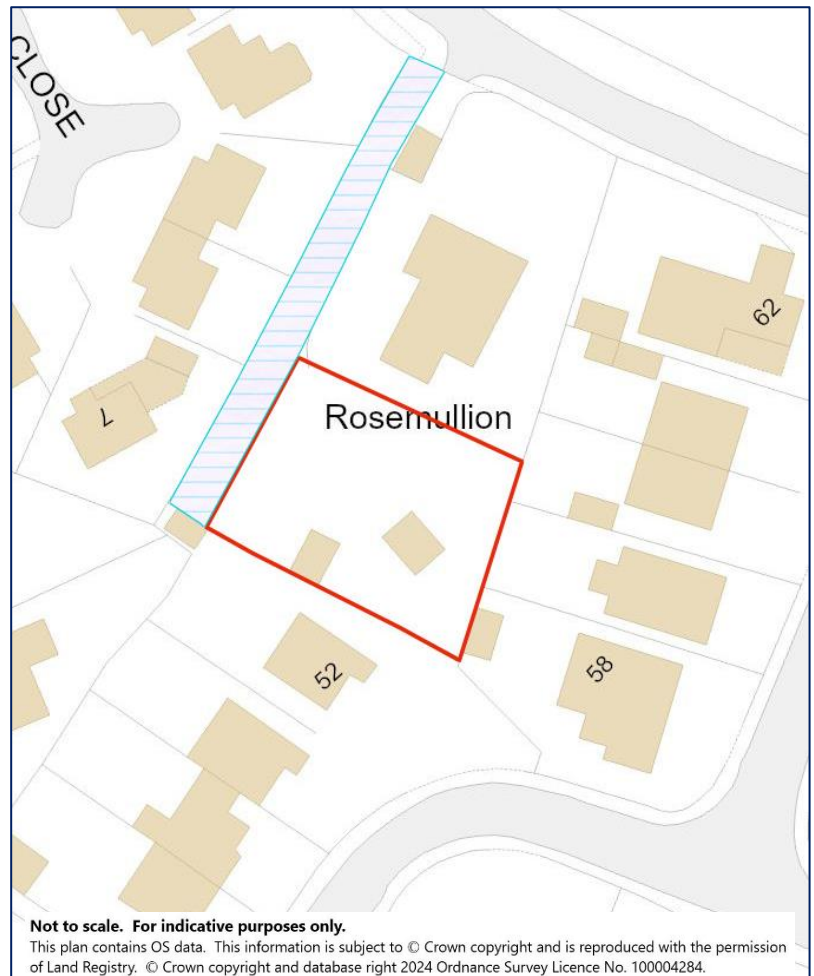 CLOSE
62
7
Rosemullion
52
58
Not to scale. For indicative purposes only.
This plan contains OS data. This information is subject to © Crown copyright and is reproduced with the permission
of Land Registry. © Crown copyright and database right 2024 Ordnance Survey Licence No. 100004284.